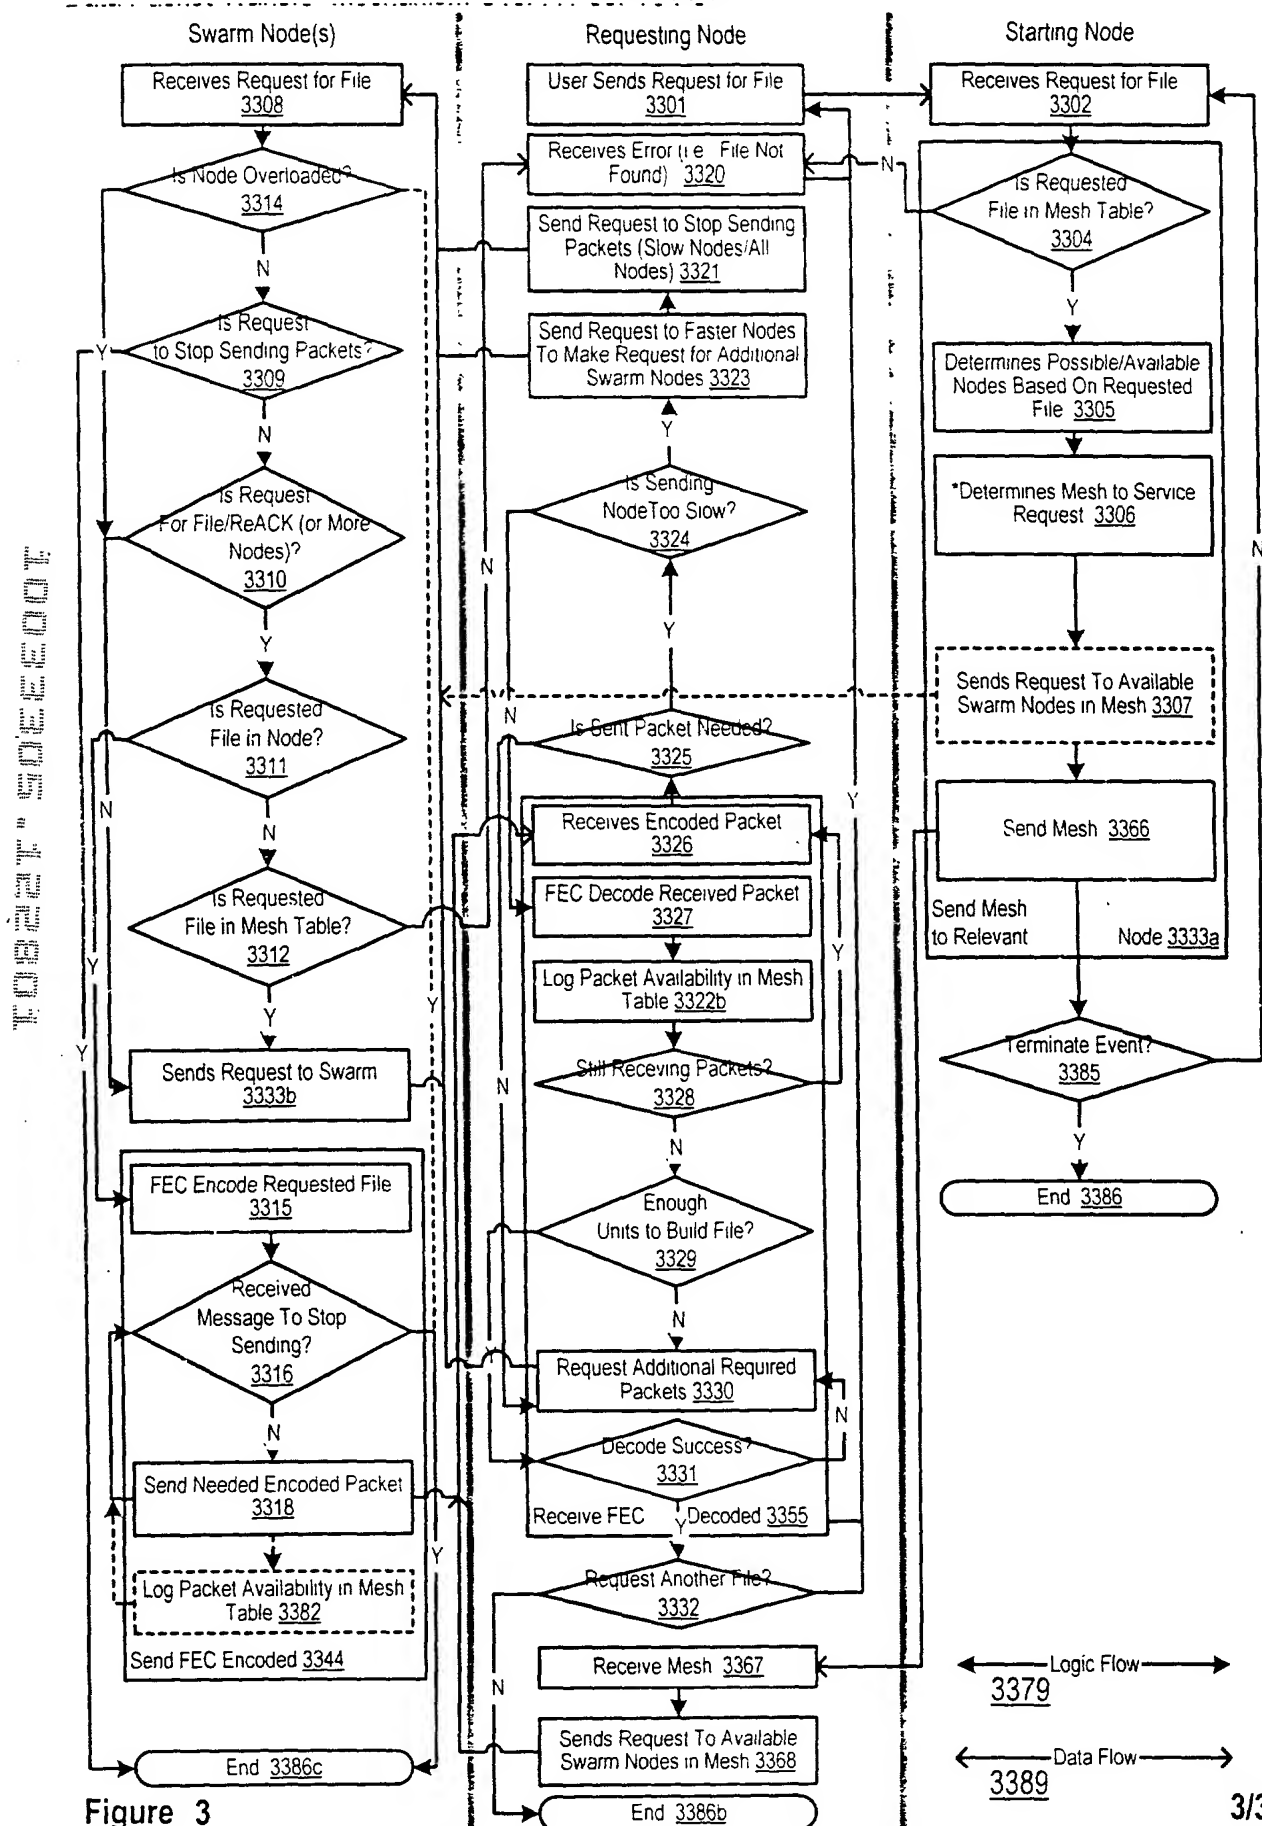 Swarm Node(s)
Receives Request for File
3308
Is Node Overloaded?
3314
N
Is Request
to Stop Sending Packets?
3309
Y
N
Is Request
For File/ReACK (or More
Nodes)?
3310
Y
Is Requested
File in Node?
3311
N
N
Is Requested
File in Mesh Table?
3312
Y
Y
Y
Y
Sends Request to Swarm
3333b
FEC Encode Requested File
3315
Received
Message To Stop
Sending?
3316
N
Send Needed Encoded Packet
3318
Y
Log Packet Availability in Mesh
Table 3382
Send FEC Encoded 3344
End 3386c
Figure 3
Requesting Node
User Sends Request for File
3301
Receives Error (i.e. File Not
Found) 3320
Send Request to Stop Sending
Packets (Slow Nodes/All
Nodes) 3321
Send Request to Faster Nodes
To Make Request for Additional
Swarm Nodes 3323
Y
Is Sending
NodeToo Slow?
3324
N
Y
N
Is Sent Packet Needed?
3325
Y
Receives Encoded Packet
3326
FEC Decode Received Packet
3327
Y
Log Packet Availability in Mesh
Table 3322b
Still Receving Packets?
3328
N
N
Enough
Units to Build File?
3329
N
Y
Request Additional Required
Packets 3330
N
Decode Success?
3331
Receive FEC
Y
Decoded 3355
Request Another File?
3332
N
Receive Mesh 3367
Sends Request To Available
Swarm Nodes in Mesh 3368
End 3386b
Starting Node
Receives Request for File
3302
N
Is Requested
File in Mesh Table?
3304
Y
Determines Possible/Available
Nodes Based On Requested
File 3305
*Determines Mesh to Service
Request 3306
N
Sends Request To Available
Swarm Nodes in Mesh 3307
Send Mesh 3366
Send Mesh
to Relevant
Node 3333a
Terminate Event?
3385
Y
End 3386
Logic Flow
3379
Data Flow
3389
3/3